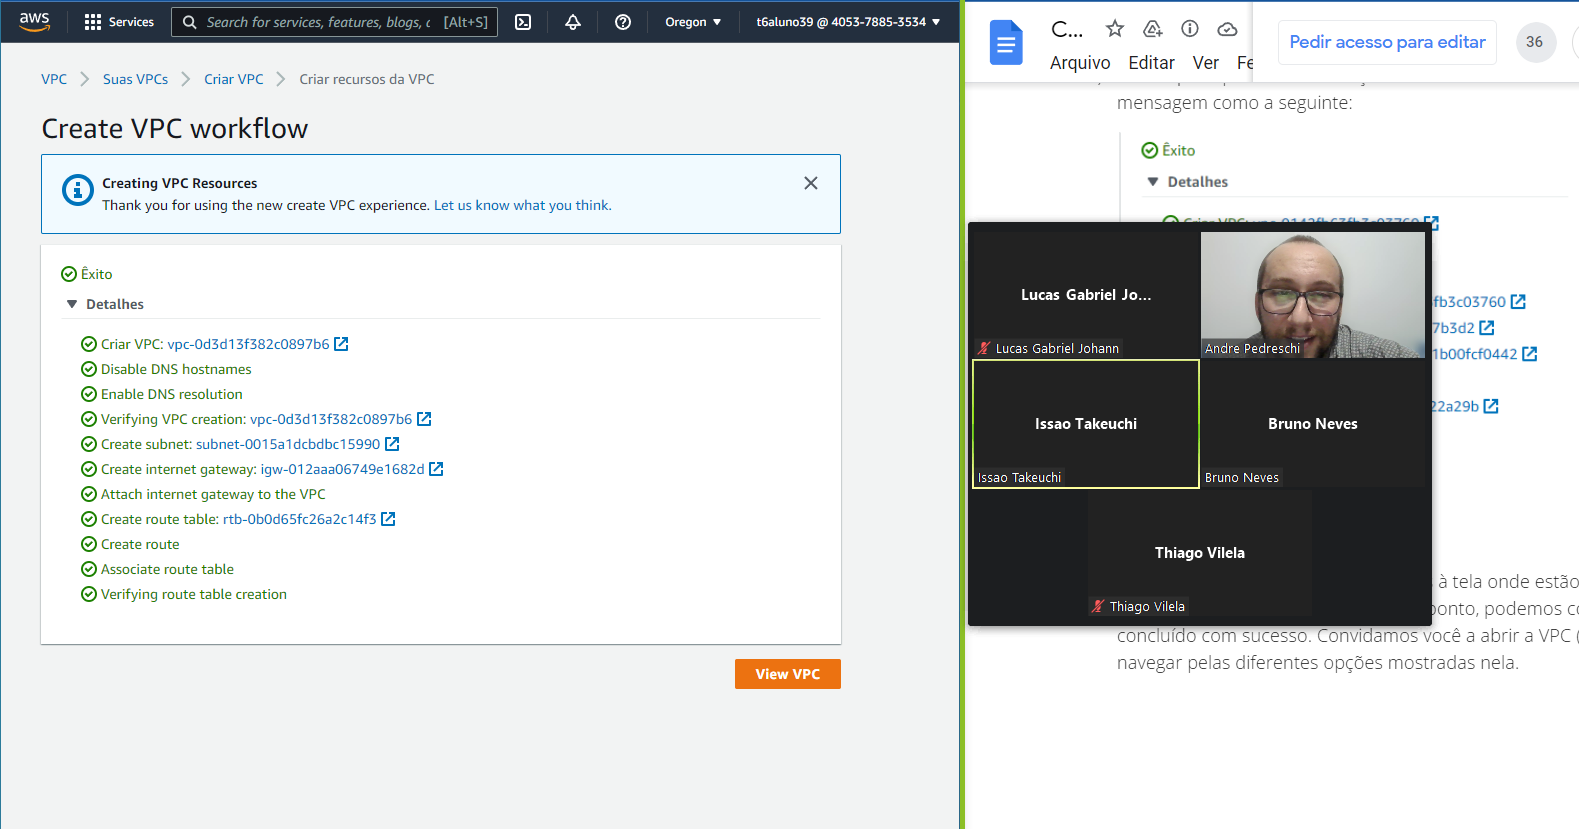 aws
Services
Search for services, features, blogs, c [Alt+S]
Oregon
t6aluno39 @ 4053-7885-3534
VPC
Suas VPCs
Criar VPC
Criar recursos da VPC
Create VPC workflow
Creating VPC Resources
Thank you for using the new create VPC experience. Let us know what you think.
Êxito
Detalhes
Criar VPC: vpc-0d3d13f382c0897b6
Disable DNS hostnames
Enable DNS resolution
Verifying VPC creation: vpc-0d3d13f382c0897b6
Create subnet: subnet-0015a1dcbdbc15990
Create internet gateway: igw-012aaa06749e1682d
Attach internet gateway to the VPC
Create route table: rtb-0b0d65fc26a2c14f3
Create route
Associate route table
Verifying route table creation
View VPC
C...
Arquivo Editar Ver Fe
Pedir acesso para editar
36
mensagem como a seguinte:
Êxito
Detalhes
Lucas Gabriel Jo...
Lucas Gabriel Johann
Andre Pedreschi
fb3c03760
7b3d2
1b00fcf0442
Issao Takeuchi
Issao Takeuchi
Bruno Neves
Bruno Neves
22a29b
Thiago Vilela
Thiago Vilela
à tela onde estão
ponto, podemos co
concluído com sucesso. Convidamos você a abrir a VPC (
navegar pelas diferentes opções mostradas nela.